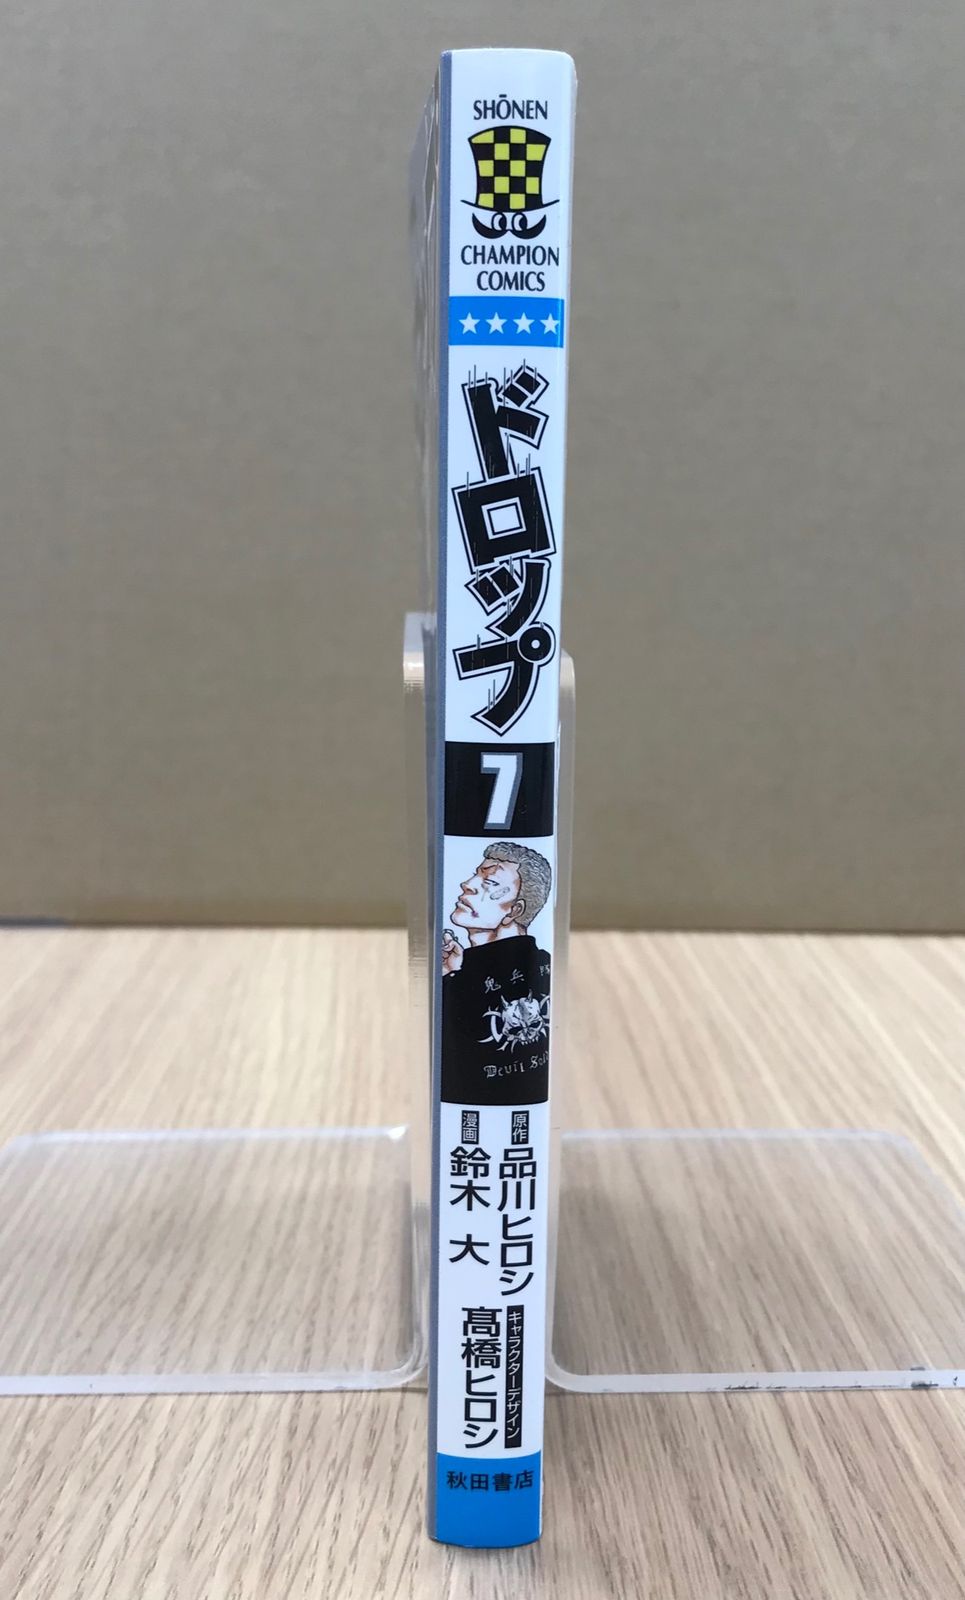 SHŌNEN
CHAMPION
COMICS
ドロップ
7
鬼兵
Devil
原作
品川ヒロシ
漫画
鈴木 大
キャラクターデザイン
髙橋ヒロシ
秋田書店